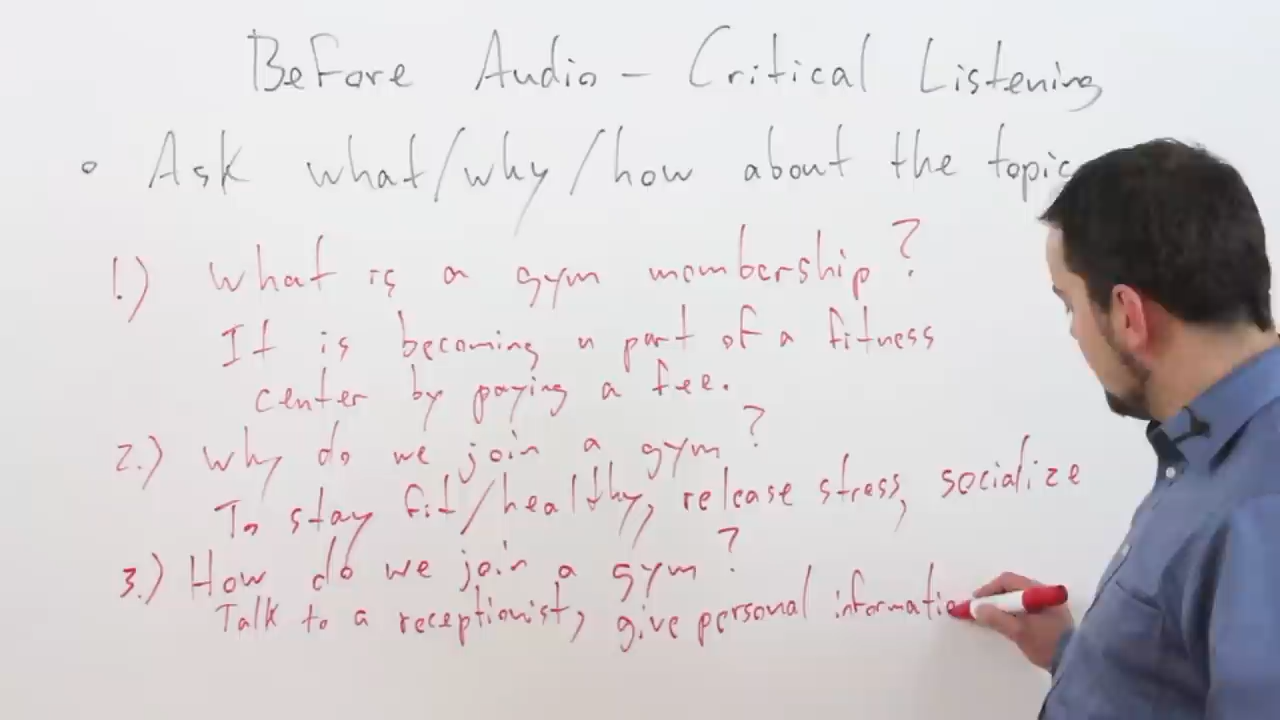 Before Audio - Critical Listening
• Ask what/why/how about the topic
1.) What is a gym membership?
It is becoming a part of a fitness
center by paying a fee.
2.) Why do we join a gym?
To stay fit/healthy, release stress, socialize
3.) How do we join a gym?
Talk to a receptionist, give personal informatio